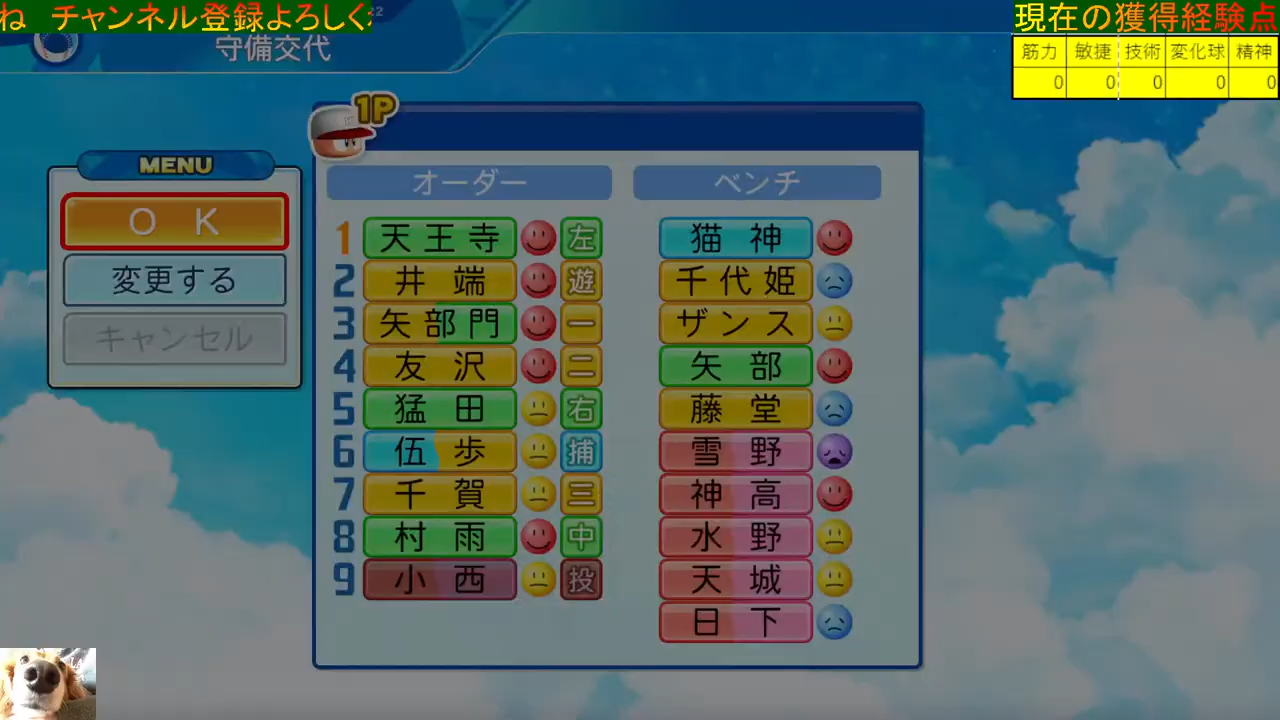 ね チャンネル登録よろしく
22
現在の獲得経験点
筋力 敏捷 技術 変化球 精神
0 0 0 0 0
守備交代
1P
MENU
OK
変更する
キャンセル
オーダー
1 天王寺 左
2 井端 遊
3 矢部門 一
4 友沢 二
5 猛田 右
6 伍歩 捕
7 千賀 三
8 村雨 中
9 小西 投
ベンチ
猫神
千代姫
ザンス
矢部
藤堂
雪野
神高
水野
天城
日下